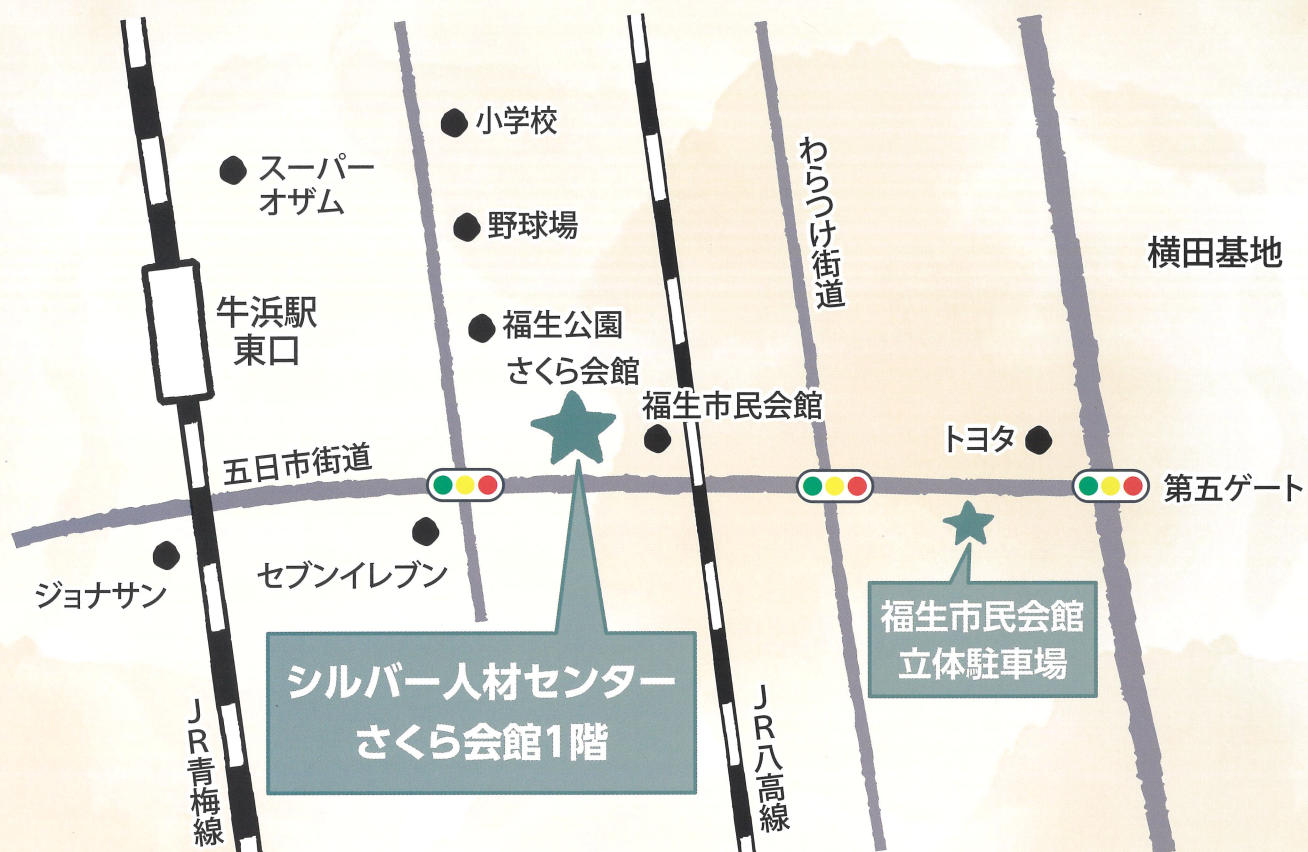 小学校
スーパー
オザム
わらつけ街道
野球場
横田基地
牛浜駅
東口
福生公園
さくら会館
福生市民会館
トヨタ
五日市街道
第五ゲート
セブンイレブン
ジョナサン
福生市民会館
立体駐車場
シルバー人材センター
さくら会館1階
JR青梅線
JR八高線